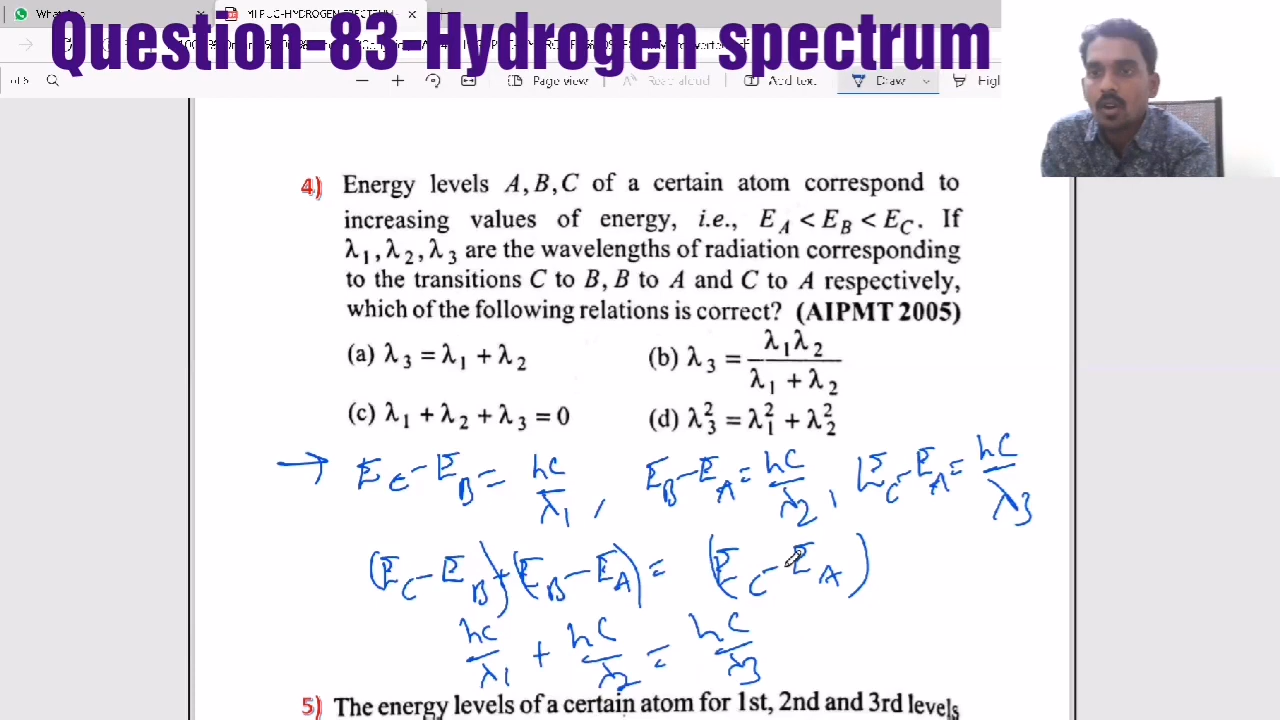 Question-83-Hydrogen spectrum
Page view
Read aloud
Add text
Draw
4) Energy levels A, B, C of a certain atom correspond to
increasing values of energy, i.e., E_A < E_B < E_C. If
λ₁, λ₂, λ₃ are the wavelengths of radiation corresponding
to the transitions C to B, B to A and C to A respectively,
which of the following relations is correct? (AIPMT 2005)
(a) λ₃ = λ₁ + λ₂ (b) λ₃ = λ₁λ₂ / λ₁ + λ₂
(c) λ₁ + λ₂ + λ₃ = 0 (d) λ₃² = λ₁² + λ₂²
→ E_C − E_B = hc/λ₁, E_B − E_A = hC/λ₂, E_C − E_A = hC/λ₃
(E_C − E_B) + (E_B − E_A) = (E_C − E_A)
hc/λ₁ + hC/λ₂ = hC/λ₃
5) The energy levels of a certain atom for 1st, 2nd and 3rd levels